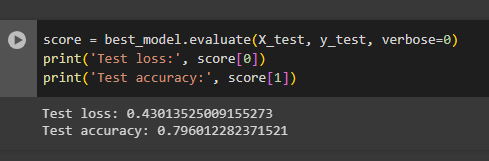 score = best_model.evaluate(X_test, y_test, verbose=0)
print('Test loss:', score[0])
print('Test accuracy:', score[1])
Test loss: 0.43013525009155273
Test accuracy: 0.796012282371521